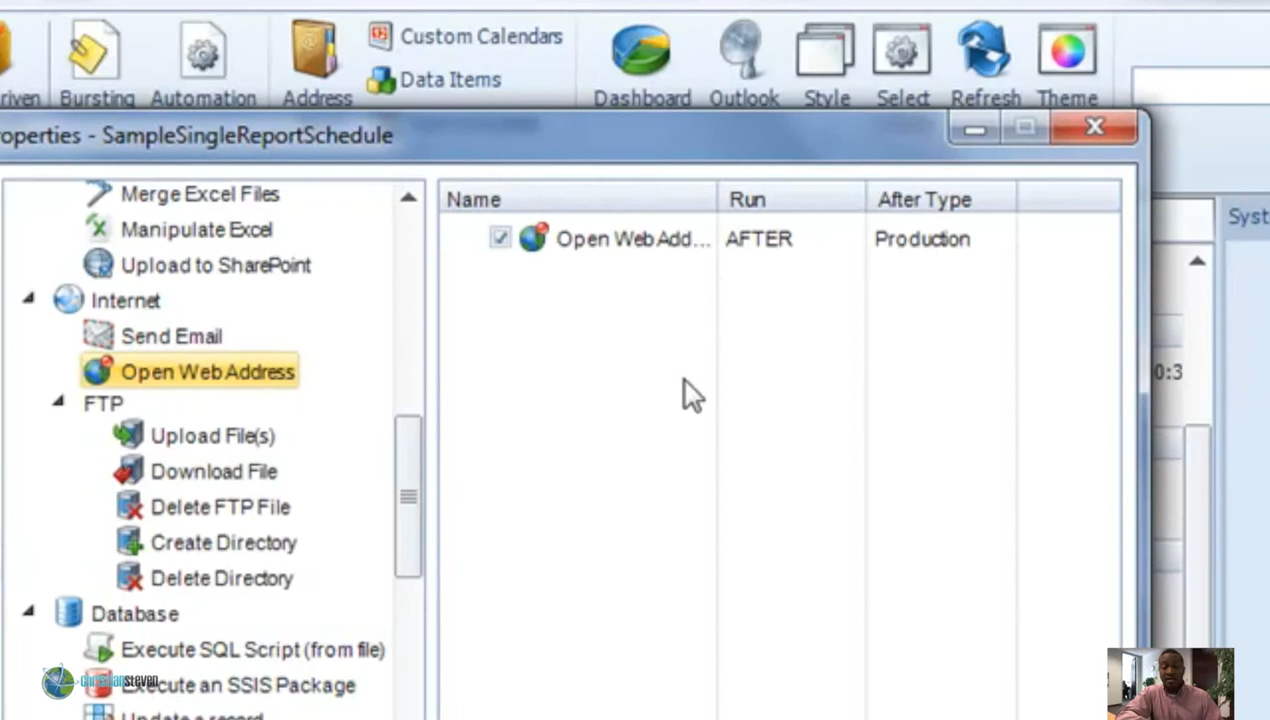 Custom Calendars
Data Items
riven Bursting Automation Address Dashboard Outlook Style Select Refresh Theme
roperties - SampleSingleReportSchedule
Merge Excel Files
Manipulate Excel
Upload to SharePoint
Internet
Send Email
Open Web Address
FTP
Upload File(s)
Download File
Delete FTP File
Create Directory
Delete Directory
Database
Execute SQL Script (from file)
Execute an SSIS Package
Update a record
christiansteven
Name Run After Type
Open Web Add... AFTER Production
Syst
0:3